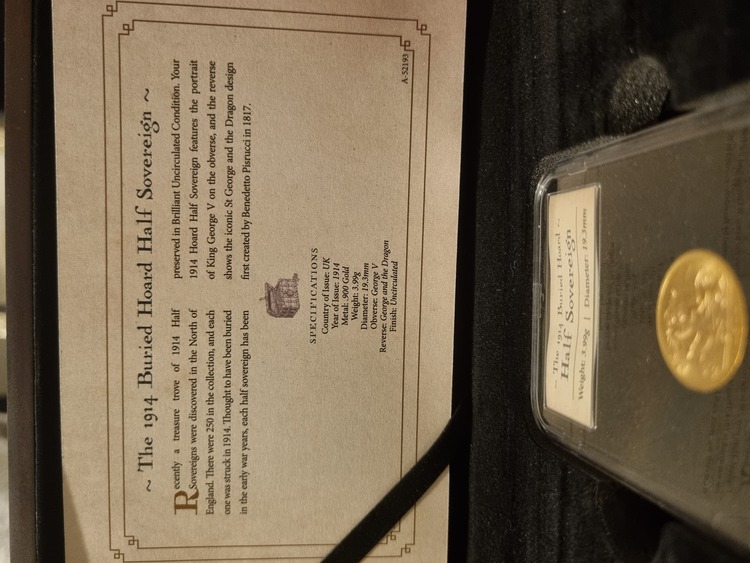 ~ The 1914 Buried Hoard Half Sovereign ~
Recently a treasure trove of 1914 Half
Sovereigns were discovered in the North of
England. There were 250 in the collection, and each
one was struck in 1914. Thought to have been buried
in the early war years, each half sovereign has been
preserved in Brilliant Uncirculated Condition. Your
1914 Hoard Half Sovereign features the portrait
of King George V on the obverse, and the reverse
shows the iconic St George and the Dragon design
first created by Benedetto Pisrucci in 1817.
SPECIFICATIONS
Country of Issue: UK
Year of Issue: 1914
Metal: .900 Gold
Weight: 3.99g
Diameter: 19.3mm
Obverse: George V
Reverse: George and the Dragon
Finish: Uncirculated
A-52193
~ The 1914 Buried Hoard ~
Half Sovereign
Weight: 3.99g | Diameter: 19.3mm